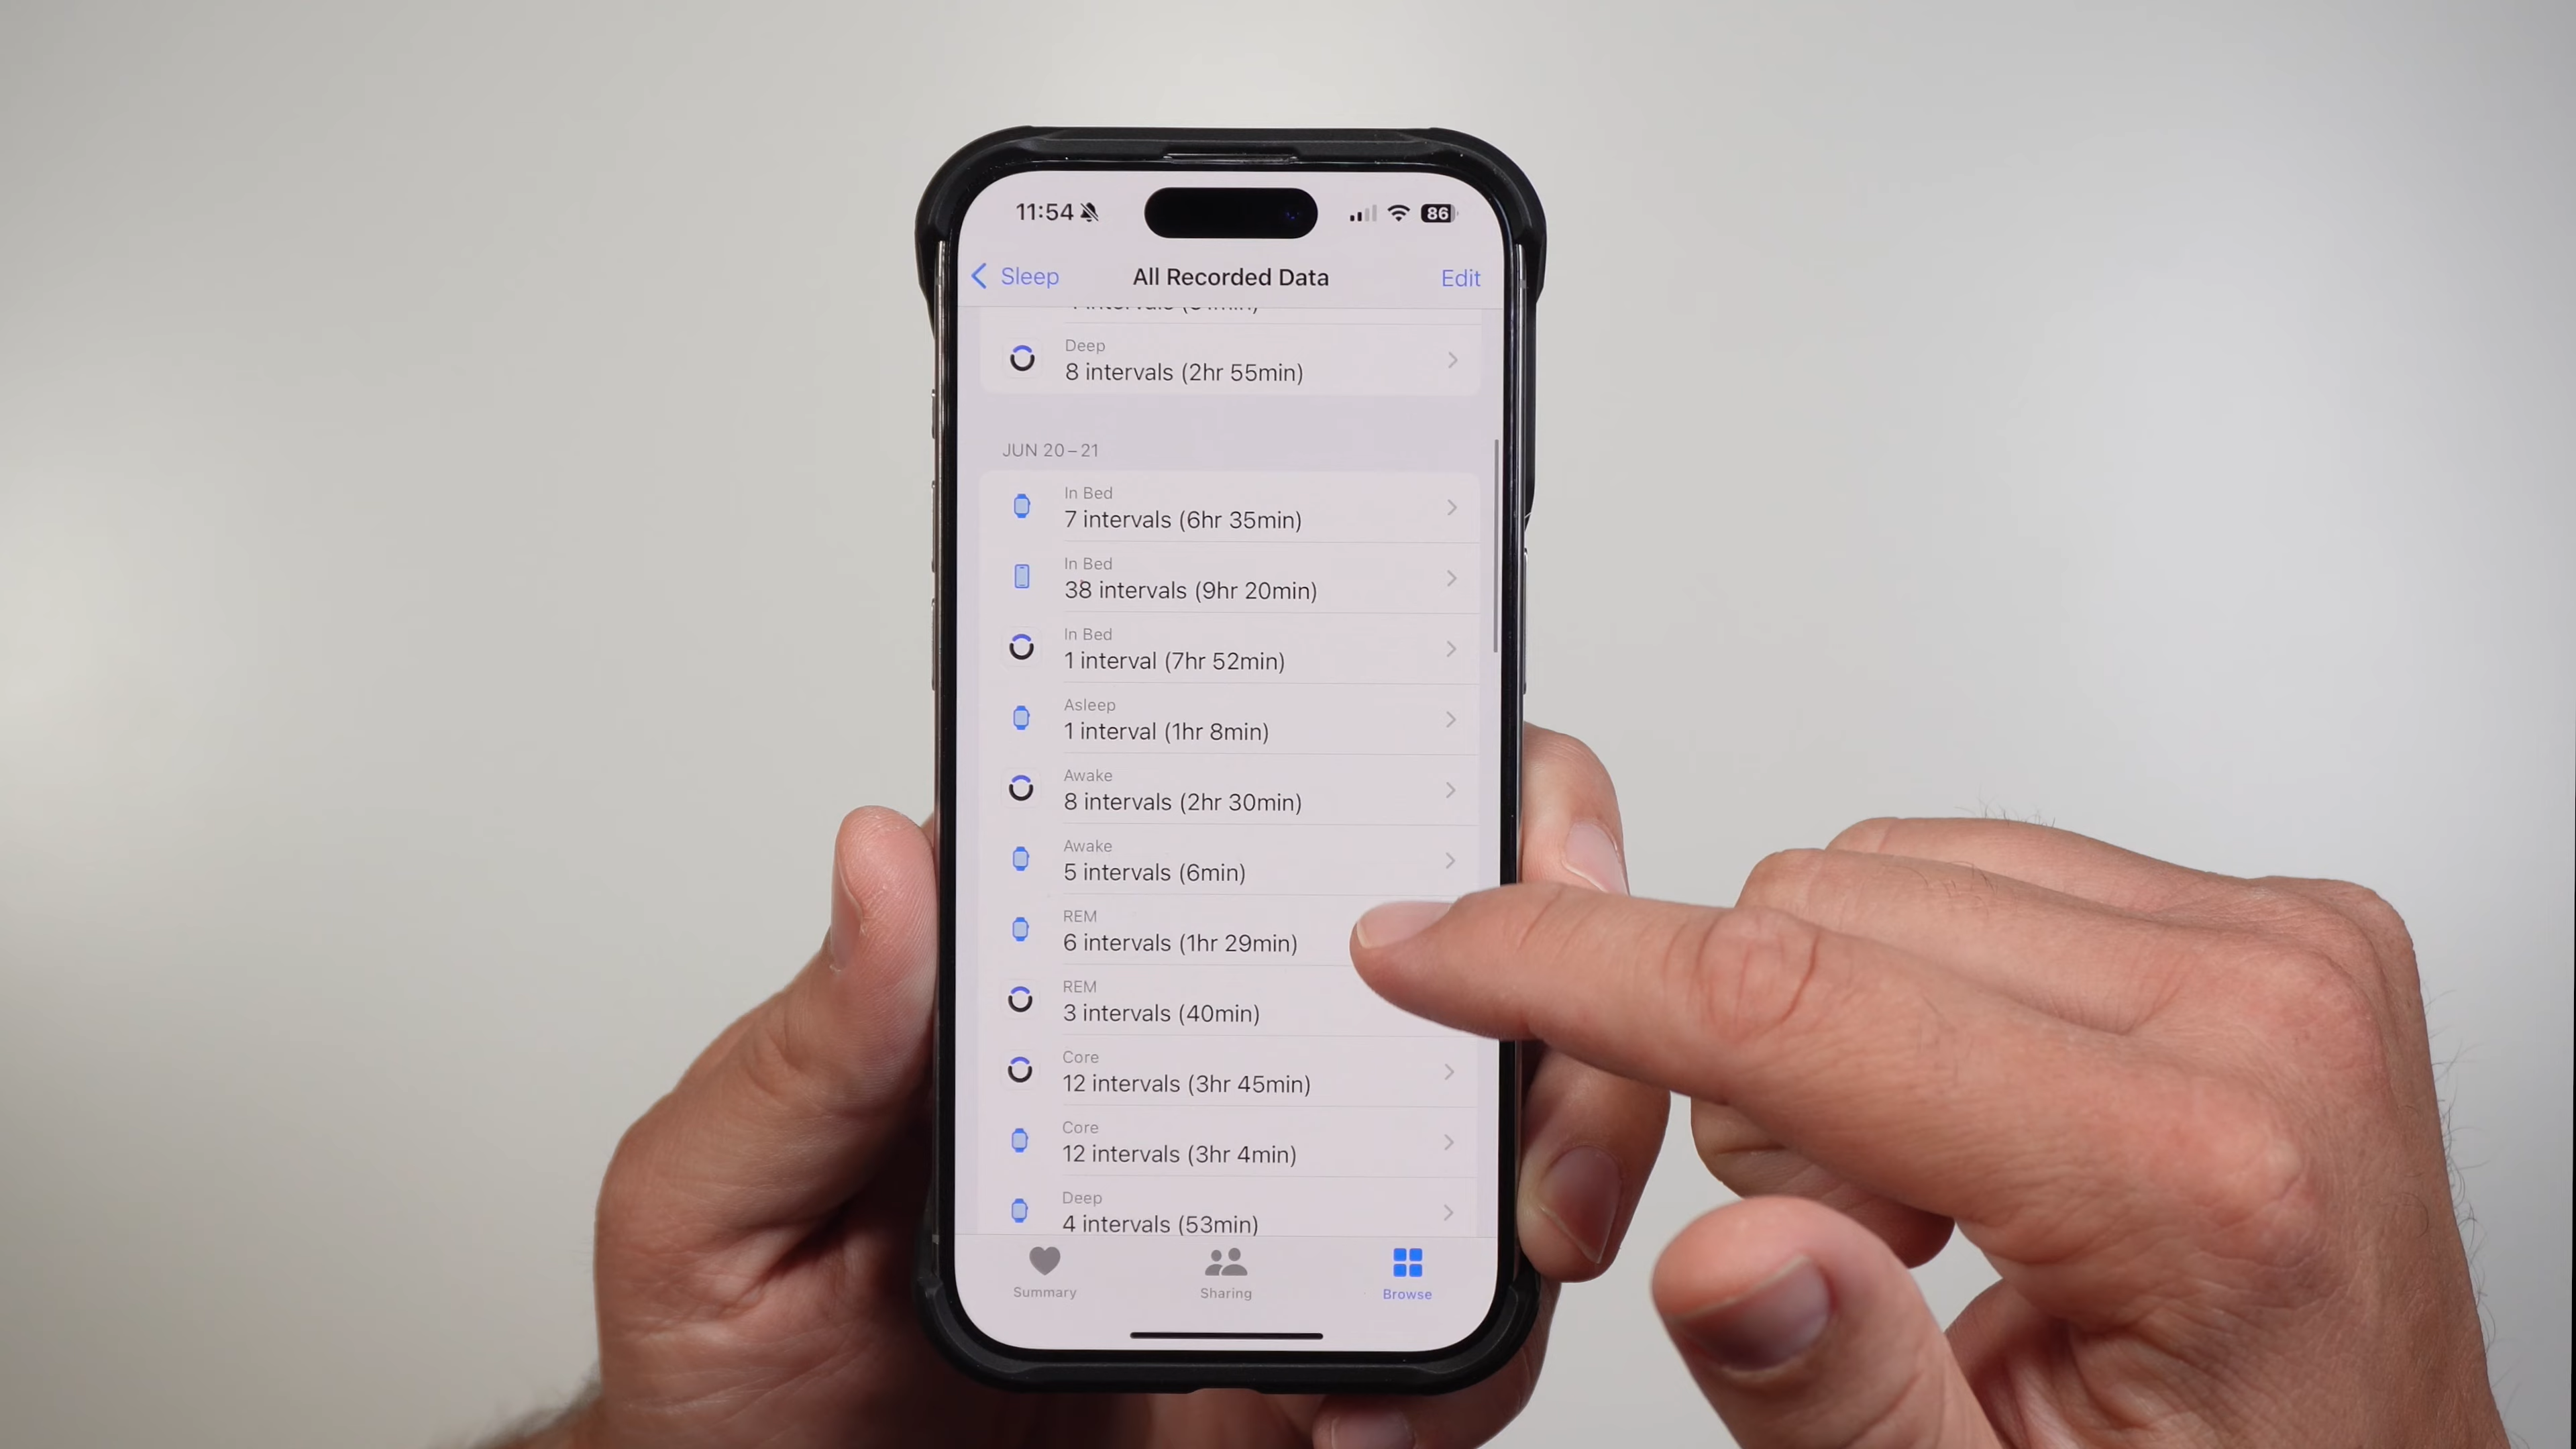 11:54
86
Sleep
All Recorded Data
Edit
Deep
8 intervals (2hr 55min)
JUN 20–21
In Bed
7 intervals (6hr 35min)
In Bed
38 intervals (9hr 20min)
In Bed
1 interval (7hr 52min)
Asleep
1 interval (1hr 8min)
Awake
8 intervals (2hr 30min)
Awake
5 intervals (6min)
REM
6 intervals (1hr 29min)
REM
3 intervals (40min)
Core
12 intervals (3hr 45min)
Core
12 intervals (3hr 4min)
Deep
4 intervals (53min)
Summary
Sharing
Browse